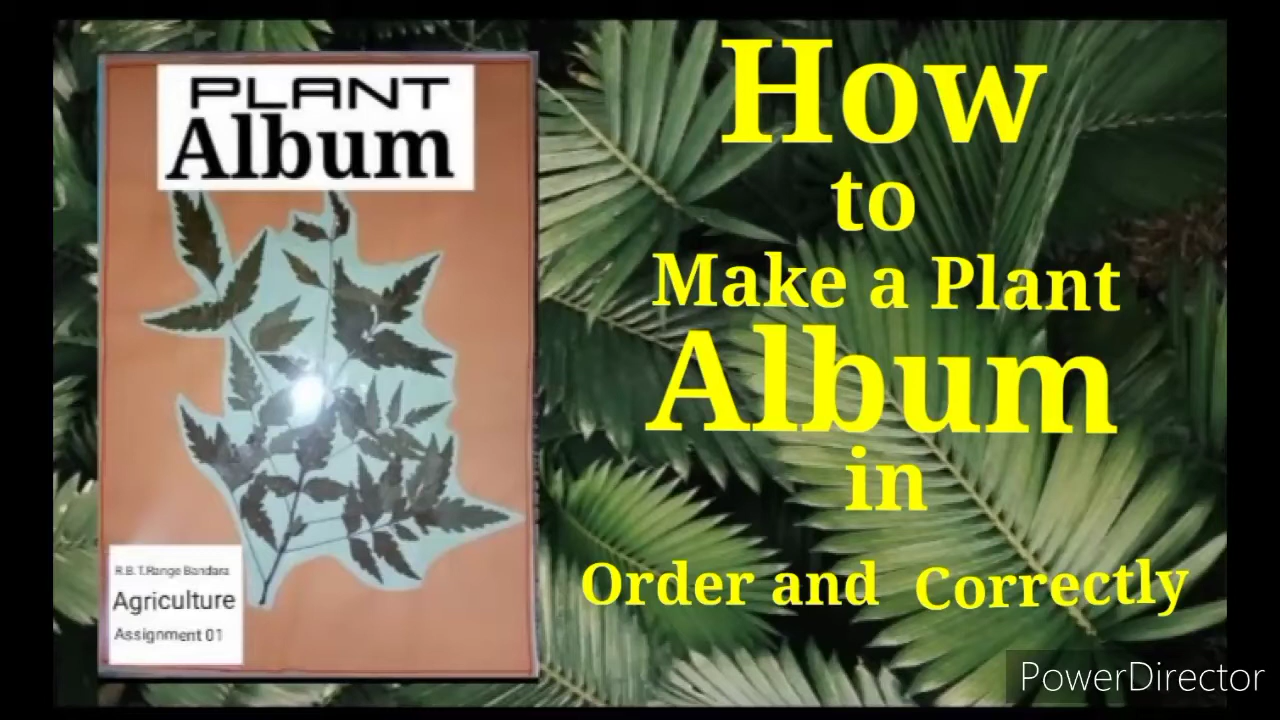 PLANT
Album
R.B.T.Range Bandara
Agriculture
Assignment 01
How
to
Make a Plant
Album
in
Order and Correctly
PowerDirector